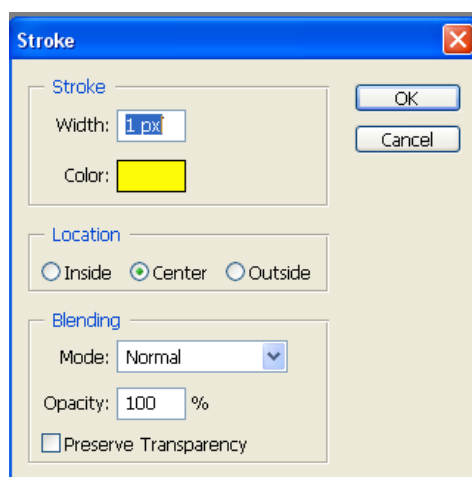 Stroke
Stroke
OK
Width: 1 px
Cancel
Color:
Location
Inside Center Outside
Blending
Mode: Normal
Opacity: 100 %
Preserve Transparency